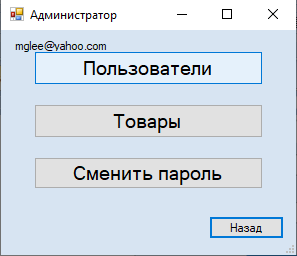 Администратор
mglee@yahoo.com
Пользователи
Товары
Сменить пароль
Назад